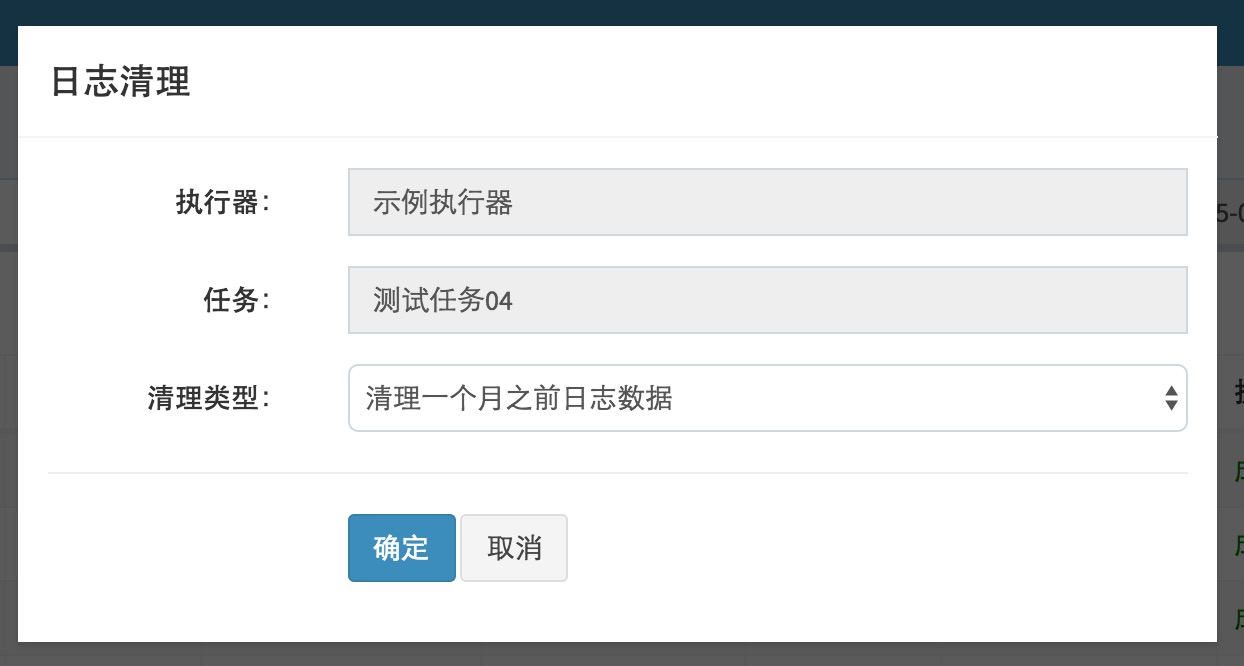 日志清理
执行器：
示例执行器
任务：
测试任务04
清理类型：
清理一个月之前日志数据
确定
取消
5-0